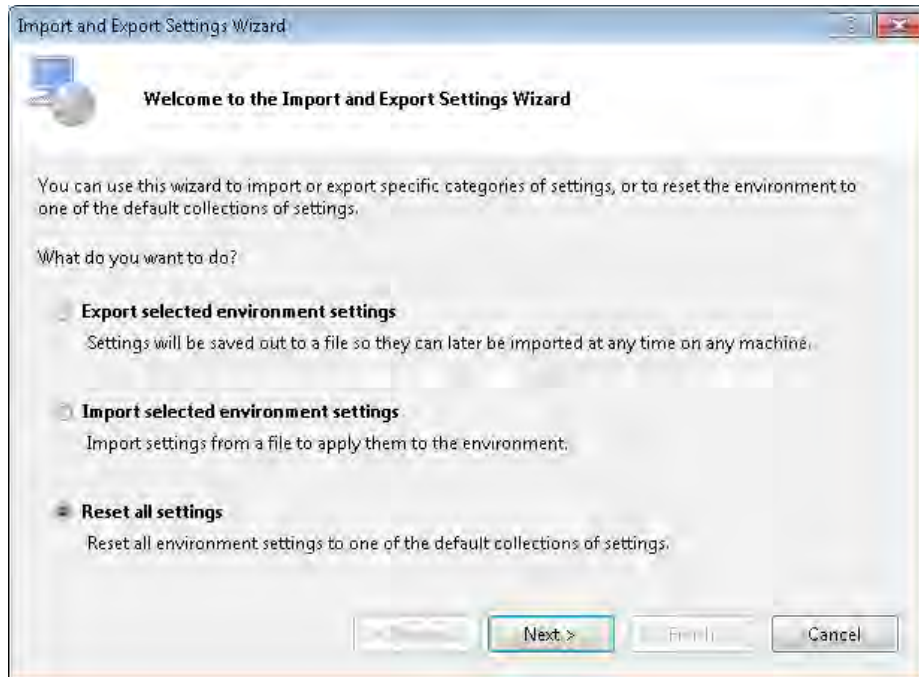 Import and Export Settings Wizard
Welcome to the Import and Export Settings Wizard
You can use this wizard to import or export specific categories of settings, or to reset the environment to
one of the default collections of settings.
What do you want to do?
Export selected environment settings
Settings will be saved out to a file so they can later be imported at any time on any machine.
Import selected environment settings
Import settings from a file to apply them to the environment.
Reset all settings
Reset all environment settings to one of the default collections of settings.
Next >
Finish
Cancel